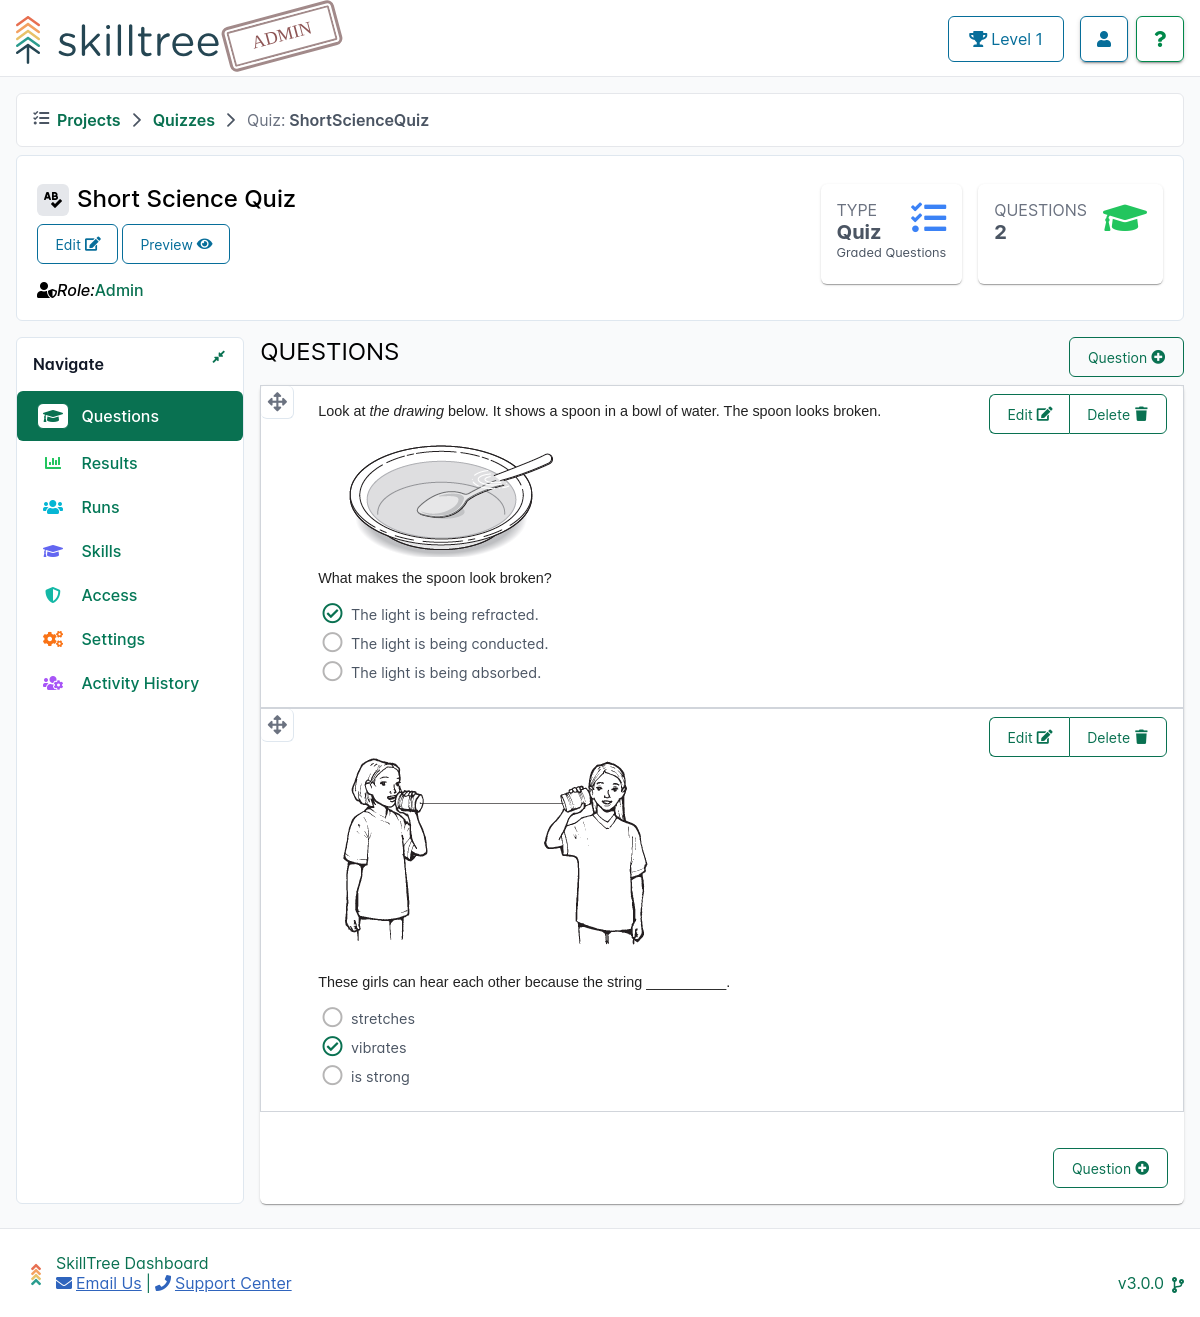 skilltree ADMIN
Level 1
Projects > Quizzes > Quiz: ShortScienceQuiz
AB Short Science Quiz
Edit Preview
Role:Admin
TYPE
Quiz
Graded Questions
QUESTIONS
2
Navigate
Questions
Results
Runs
Skills
Access
Settings
Activity History
QUESTIONS
Question
Look at the drawing below. It shows a spoon in a bowl of water. The spoon looks broken.
Edit Delete
What makes the spoon look broken?
The light is being refracted.
The light is being conducted.
The light is being absorbed.
Edit Delete
These girls can hear each other because the string __________.
stretches
vibrates
is strong
Question
SkillTree Dashboard
Email Us | Support Center
v3.0.0